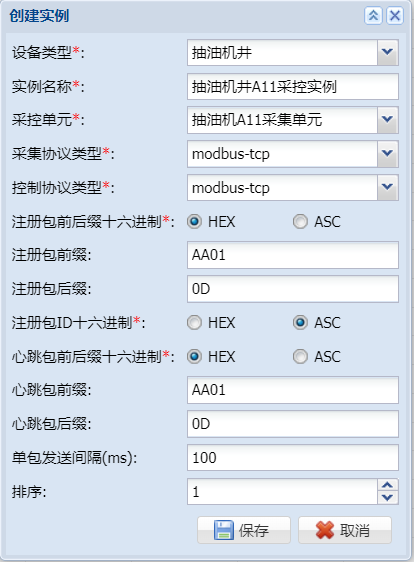 创建实例
设备类型*: 抽油机井
实例名称*: 抽油机井A11采控实例
采控单元*: 抽油机A11采集单元
采集协议类型*: modbus-tcp
控制协议类型*: modbus-tcp
注册包前后缀十六进制*: HEX ASC
注册包前缀: AA01
注册包后缀: 0D
注册包ID十六进制*: HEX ASC
心跳包前后缀十六进制*: HEX ASC
心跳包前缀: AA01
心跳包后缀: 0D
单包发送间隔(ms): 100
排序: 1
保存 取消